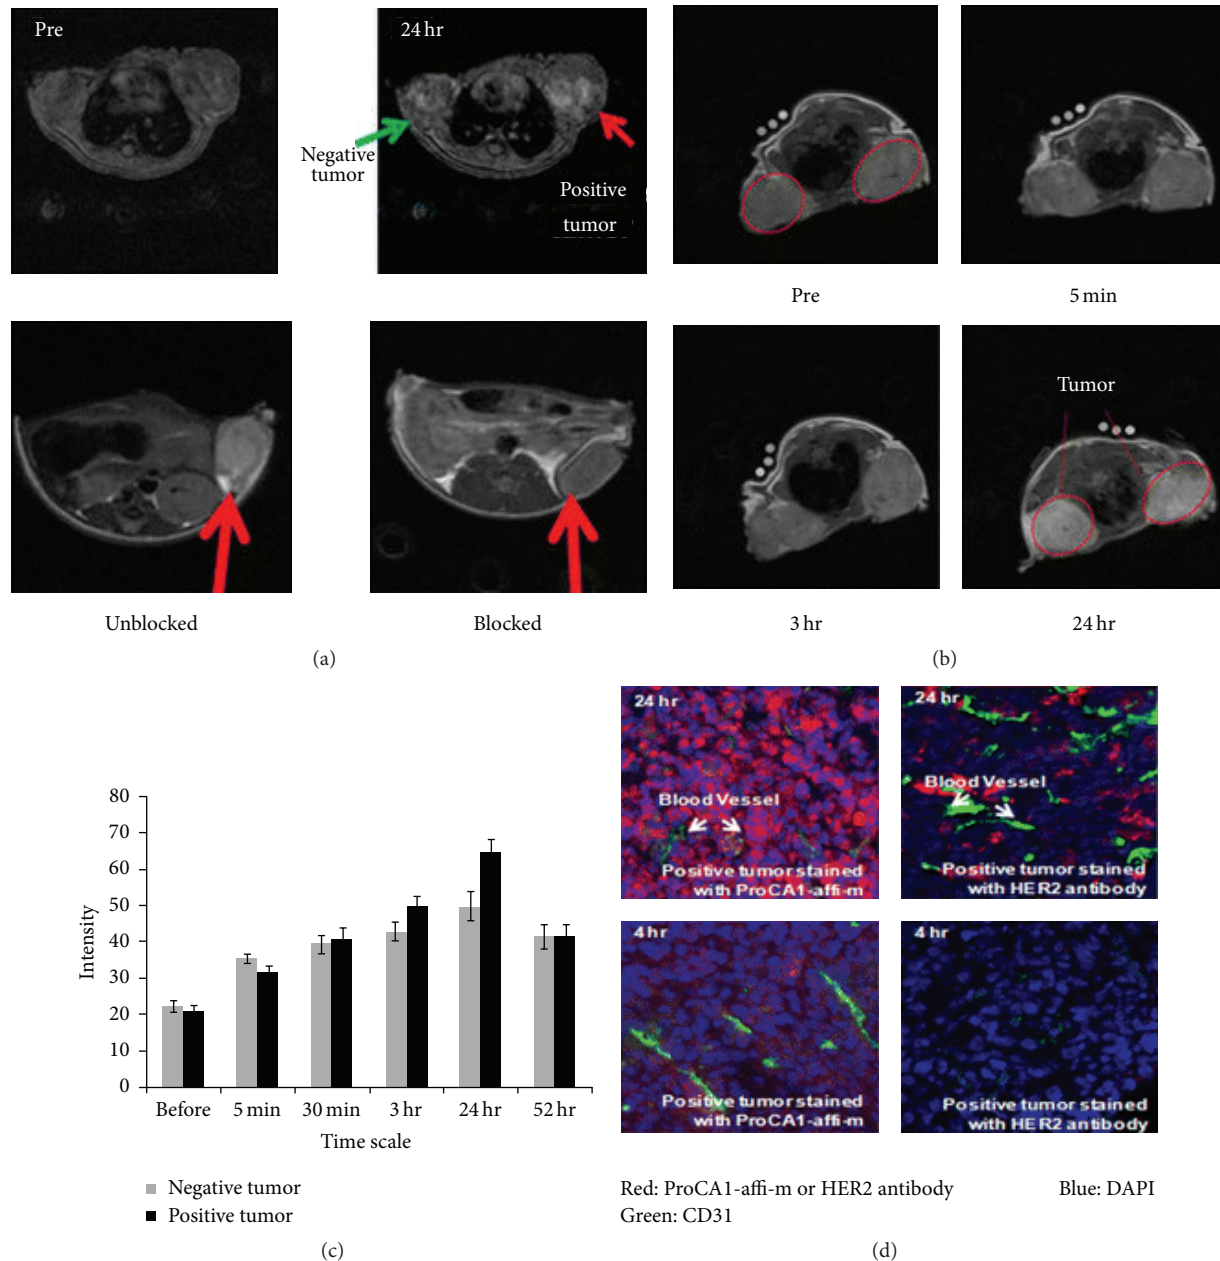 Pre
24 hr
Negative
tumor
Positive
tumor
Unblocked
Blocked
(a)
Pre
5 min
Tumor
3 hr
24 hr
(b)
80
70
60
50
40
30
20
10
0
Intensity
Before
5 min
30 min
3 hr
24 hr
52 hr
Time scale
Negative tumor
Positive tumor
(c)
24 hr
Blood Vessel
Positive tumor stained
with ProCA1-affi-m
24 hr
Blood Vessel
Positive tumor stained
with HER2 antibody
4 hr
Positive tumor stained
with ProCA1-affi-m
4 hr
Positive tumor stained
with HER2 antibody
Red: ProCA1-affi-m or HER2 antibody
Blue: DAPI
Green: CD31
(d)